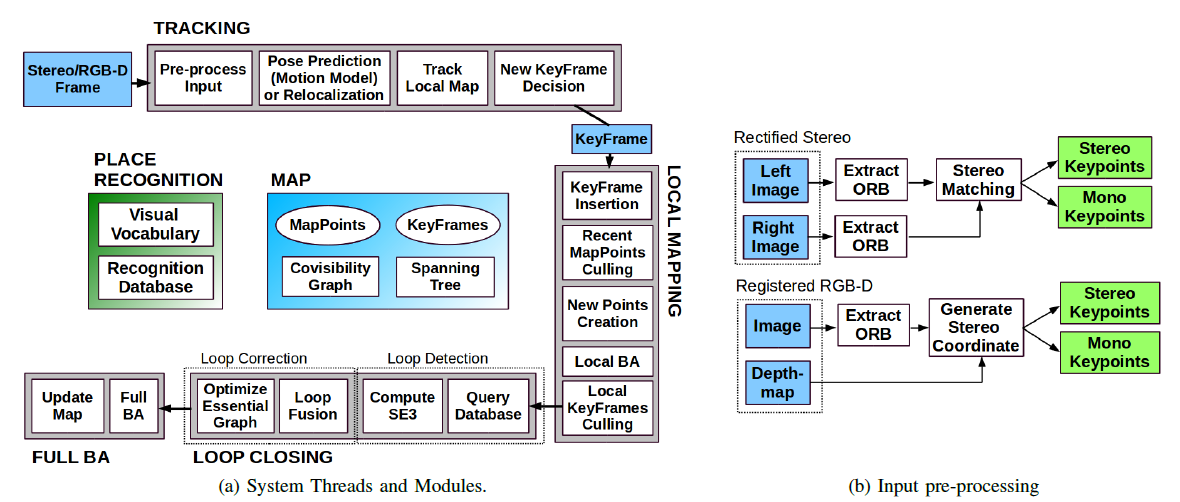 TRACKING
Stereo/RGB-D
Frame
Pre-process
Input
Pose Prediction
(Motion Model)
or Relocalization
Track
Local Map
New KeyFrame
Decision
KeyFrame
PLACE
RECOGNITION
Visual
Vocabulary
Recognition
Database
MAP
MapPoints
KeyFrames
Covisibility
Graph
Spanning
Tree
LOCAL MAPPING
KeyFrame
Insertion
Recent
MapPoints
Culling
New Points
Creation
Local BA
Local
KeyFrames
Culling
Loop Correction
Loop Detection
Update
Map
Full
BA
Optimize
Essential
Graph
Loop
Fusion
Compute
SE3
Query
Database
FULL BA
LOOP CLOSING
(a) System Threads and Modules.
Rectified Stereo
Left
Image
Extract
ORB
Stereo
Matching
Stereo
Keypoints
Mono
Keypoints
Right
Image
Extract
ORB
Registered RGB-D
Image
Extract
ORB
Generate
Stereo
Coordinate
Stereo
Keypoints
Mono
Keypoints
Depth-
map
(b) Input pre-processing